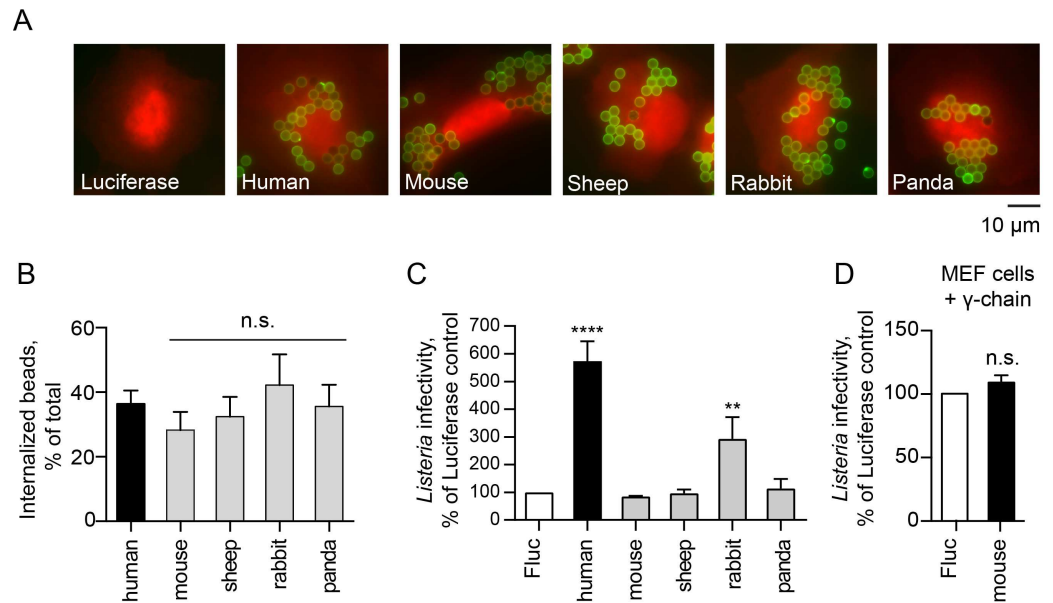 A
Luciferase
Human
Mouse
Sheep
Rabbit
Panda
10 μm
B
Internalized beads,
% of total
60
40
20
0
n.s.
human
mouse
sheep
rabbit
panda
C
Listeria infectivity,
% of Luciferase control
700
600
500
400
300
200
100
0
****
**
Fluc
human
mouse
sheep
rabbit
panda
D
MEF cells
+ γ-chain
Listeria infectivity,
% of Luciferase control
150
100
50
0
n.s.
Fluc
mouse